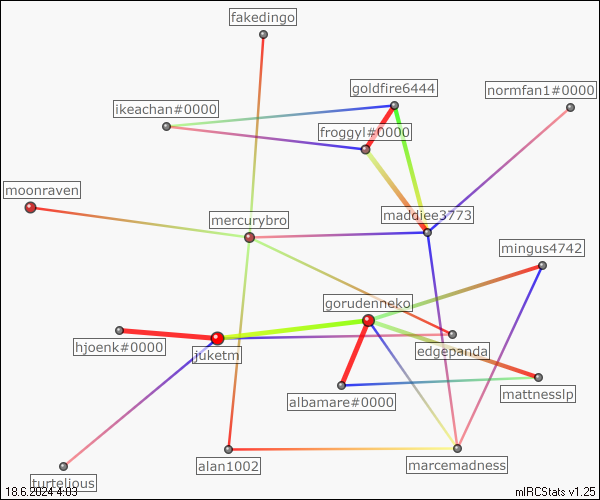 fakedingo
goldfire6444
normfan1#0000
ikeachan#0000
froggyl#0000
moonraven
maddiee3773
mercurybro
mingus4742
gorudenneko
hjoenk#0000
juketm
edgepanda
albamare#0000
mattnesslp
alan1002
marcemadness
turtelious
18.6.2024 4:03
mIRCStats v1.25